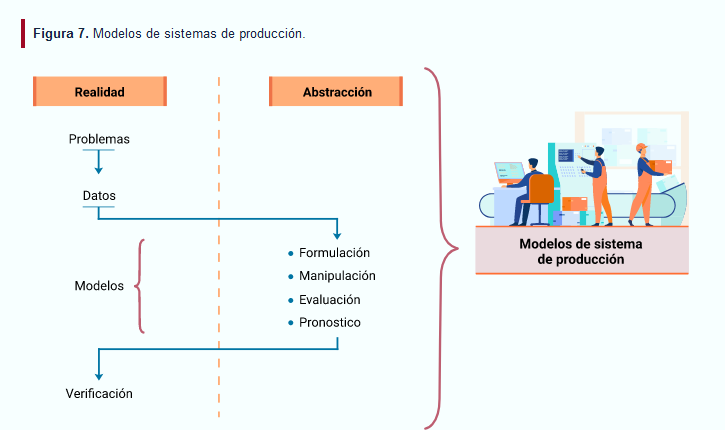 Figura 7. Modelos de sistemas de producción.
Realidad
Abstracción
Problemas
Datos
Modelos
Formulación
Manipulación
Evaluación
Pronostico
Verificación
Modelos de sistema
de producción